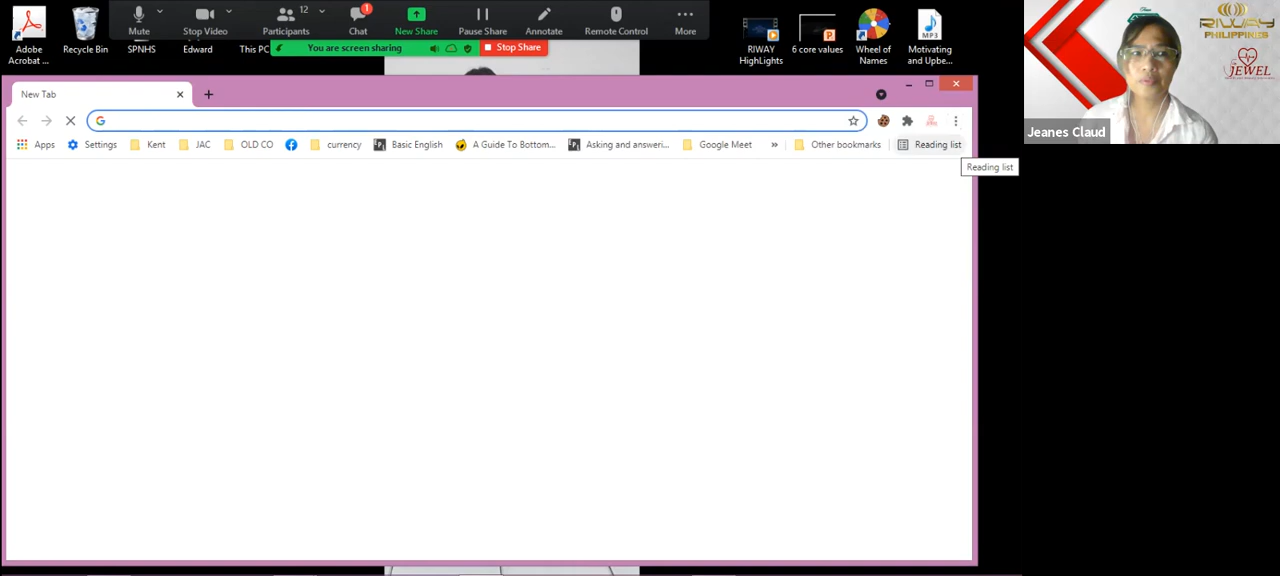 12
1
Mute
Stop Video
Participants
Chat
New Share
Pause Share
Annotate
Remote Control
More
Adobe
Acrobat ...
Recycle Bin
SPNHS
Edward
This PC
You are screen sharing
Stop Share
RIWAY
HighLights
6 core values
Wheel of
Names
MP3
Motivating
and Upbe...
RIWAY
PHILIPPINES
JEWEL
Jeanes Claud
New Tab
Apps
Settings
Kent
JAC
OLD CO
currency
Basic English
A Guide To Bottom...
Asking and answeri...
Google Meet
»
Other bookmarks
Reading list
Reading list